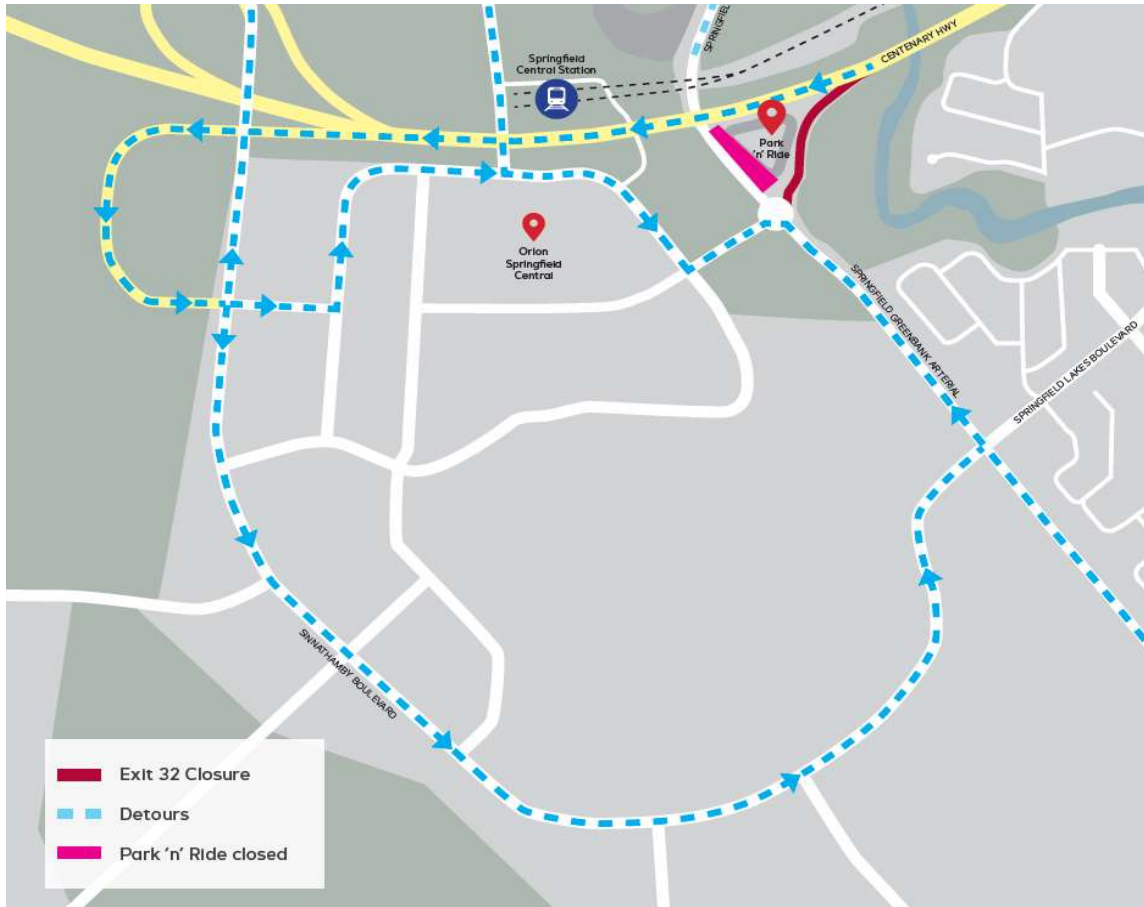 SPRINGFIEL
CENTENARY HWY
Springfield
Central Station
Park
'n' Ride
Orion
Springfield
Central
SPRINGFIELD GREENBANK ARTERIAL
SPRINGFIELD LAKES BOULEVARD
SINNATHAMBY BOULEVARD
Exit 32 Closure
Detours
Park 'n' Ride closed